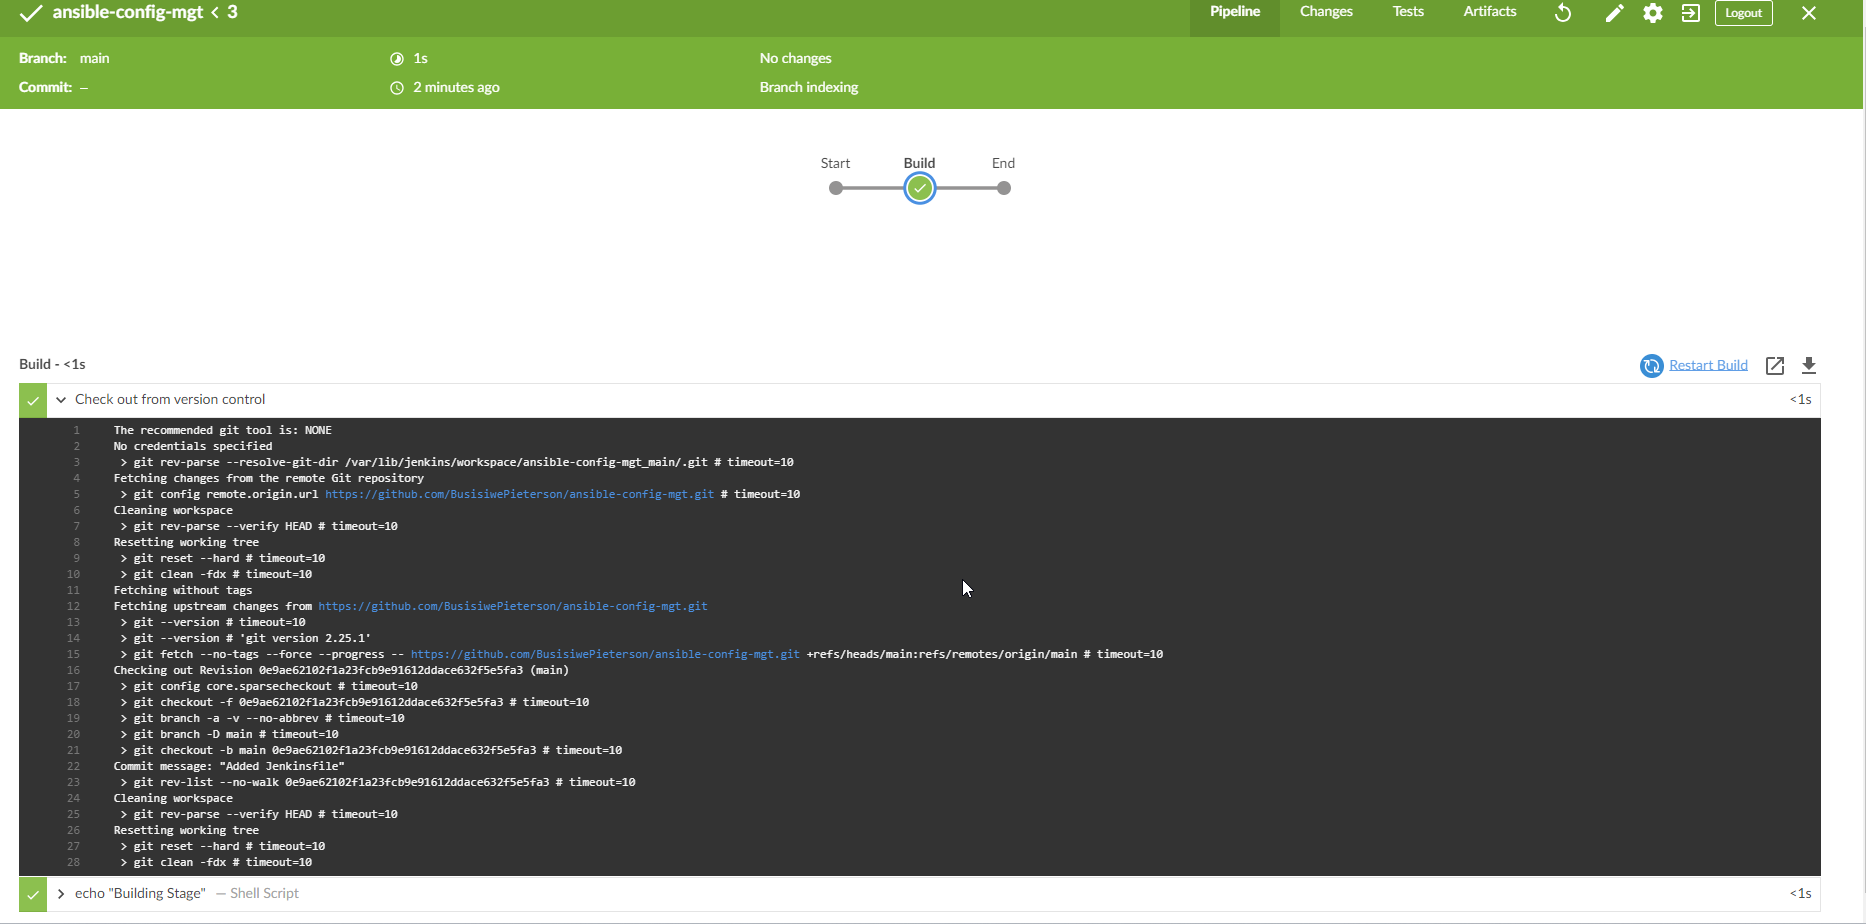 ansible-config-mgt < 3
Pipeline Changes Tests Artifacts Logout
Branch: main 1s No changes
Commit: – 2 minutes ago Branch indexing
Start Build End
Build - <1s Restart Build
Check out from version control <1s
1 The recommended git tool is: NONE
2 No credentials specified
3 > git rev-parse --resolve-git-dir /var/lib/jenkins/workspace/ansible-config-mgt_main/.git # timeout=10
4 Fetching changes from the remote Git repository
5 > git config remote.origin.url https://github.com/BusisiwePieterson/ansible-config-mgt.git # timeout=10
6 Cleaning workspace
7 > git rev-parse --verify HEAD # timeout=10
8 Resetting working tree
9 > git reset --hard # timeout=10
10 > git clean -fdx # timeout=10
11 Fetching without tags
12 Fetching upstream changes from https://github.com/BusisiwePieterson/ansible-config-mgt.git
13 > git --version # timeout=10
14 > git --version # 'git version 2.25.1'
15 > git fetch --no-tags --force --progress -- https://github.com/BusisiwePieterson/ansible-config-mgt.git +refs/heads/main:refs/remotes/origin/main # timeout=10
16 Checking out Revision 0e9ae62102f1a23fcb9e91612ddace632f5e5fa3 (main)
17 > git config core.sparsecheckout # timeout=10
18 > git checkout -f 0e9ae62102f1a23fcb9e91612ddace632f5e5fa3 # timeout=10
19 > git branch -a -v --no-abbrev # timeout=10
20 > git branch -D main # timeout=10
21 > git checkout -b main 0e9ae62102f1a23fcb9e91612ddace632f5e5fa3 # timeout=10
22 Commit message: "Added Jenkinsfile"
23 > git rev-list --no-walk 0e9ae62102f1a23fcb9e91612ddace632f5e5fa3 # timeout=10
24 Cleaning workspace
25 > git rev-parse --verify HEAD # timeout=10
26 Resetting working tree
27 > git reset --hard # timeout=10
28 > git clean -fdx # timeout=10
echo "Building Stage" — Shell Script <1s